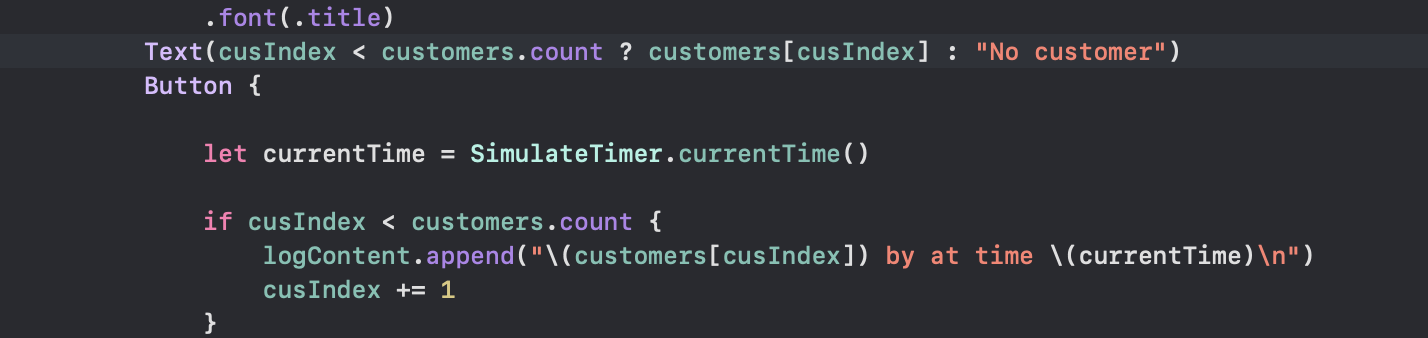 .font(.title)
Text(cusIndex < customers.count ? customers[cusIndex] : "No customer")
Button {
let currentTime = SimulateTimer.currentTime()
if cusIndex < customers.count {
logContent.append("\(customers[cusIndex]) by at time \(currentTime)\n")
cusIndex += 1
}